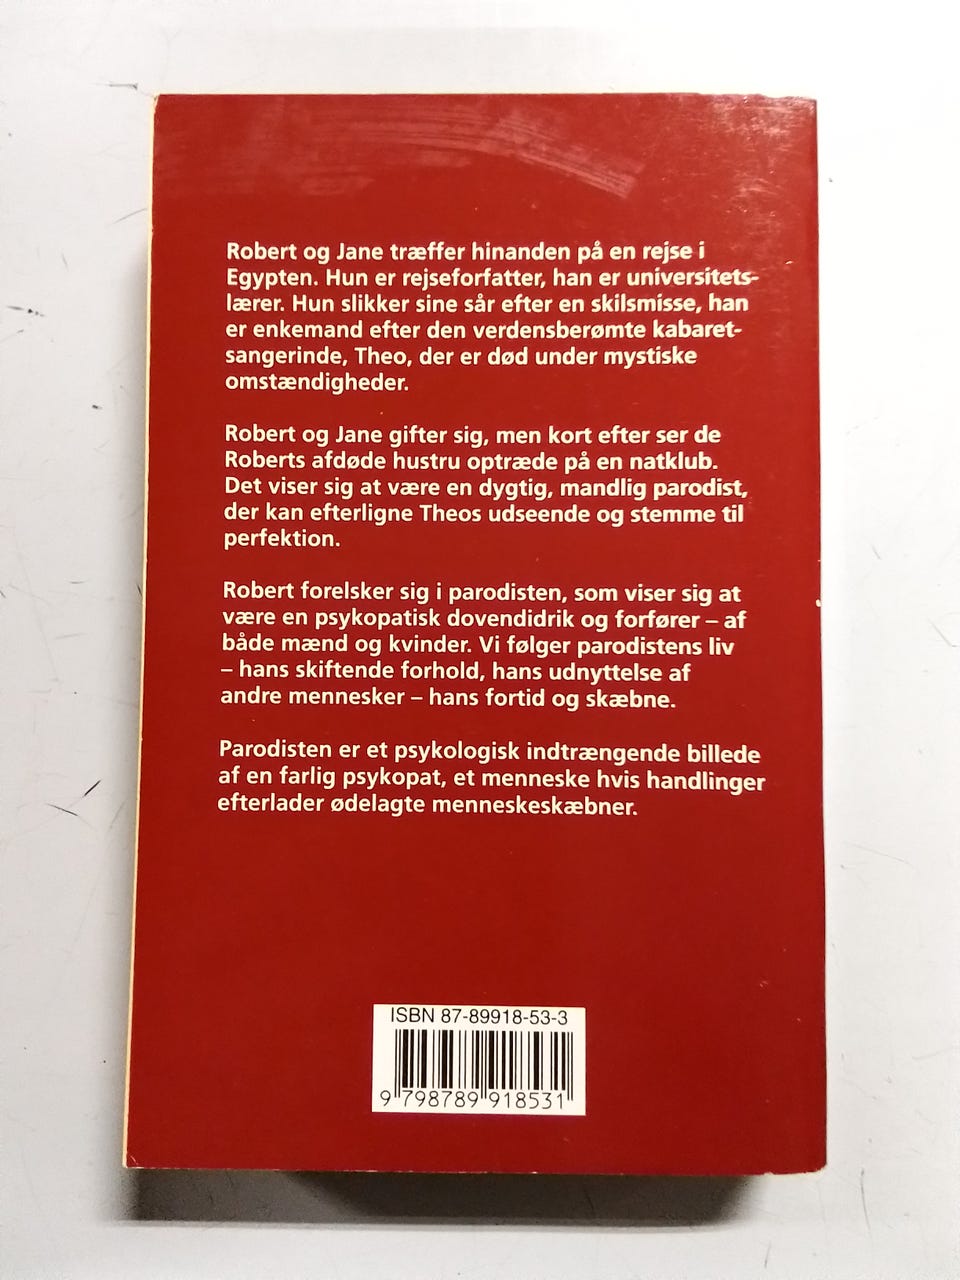 Robert og Jane træffer hinanden på en rejse i
Egypten. Hun er rejseforfatter, han er universitets-
lærer. Hun slikker sine sår efter en skilsmisse, han
er enkemand efter den verdensberømte kabaret-
sangerinde, Theo, der er død under mystiske
omstændigheder.
Robert og Jane gifter sig, men kort efter ser de
Roberts afdøde hustru optræde på en natklub.
Det viser sig at være en dygtig, mandlig parodist,
der kan efterligne Theos udseende og stemme til
perfektion.
Robert forelsker sig i parodisten, som viser sig at
være en psykopatisk dovendidrik og forfører – af
både mænd og kvinder. Vi følger parodistens liv
– hans skiftende forhold, hans udnyttelse af
andre mennesker – hans fortid og skæbne.
Parodisten er et psykologisk indtrængende billede
af en farlig psykopat, et menneske hvis handlinger
efterlader ødelagte menneskeskæbner.
ISBN 87-89918-53-3
9 798789 918531